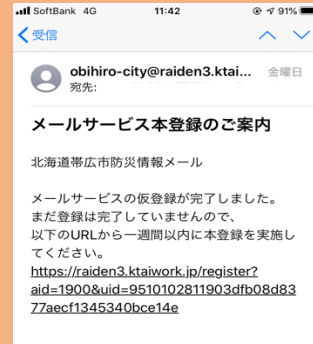 SoftBank 4G 11:42 91%
受信
obihiro-city@raiden3.ktai... 金曜日
宛先:
メールサービス本登録のご案内
北海道帯広市防災情報メール
メールサービスの仮登録が完了しました。
まだ登録は完了していませんので、
以下のURLから一週間以内に本登録を実施し
てください。
https://raiden3.ktaiwork.jp/register?
aid=1900&uid=9510102811903dfb08d83
77aecf1345340bce14e